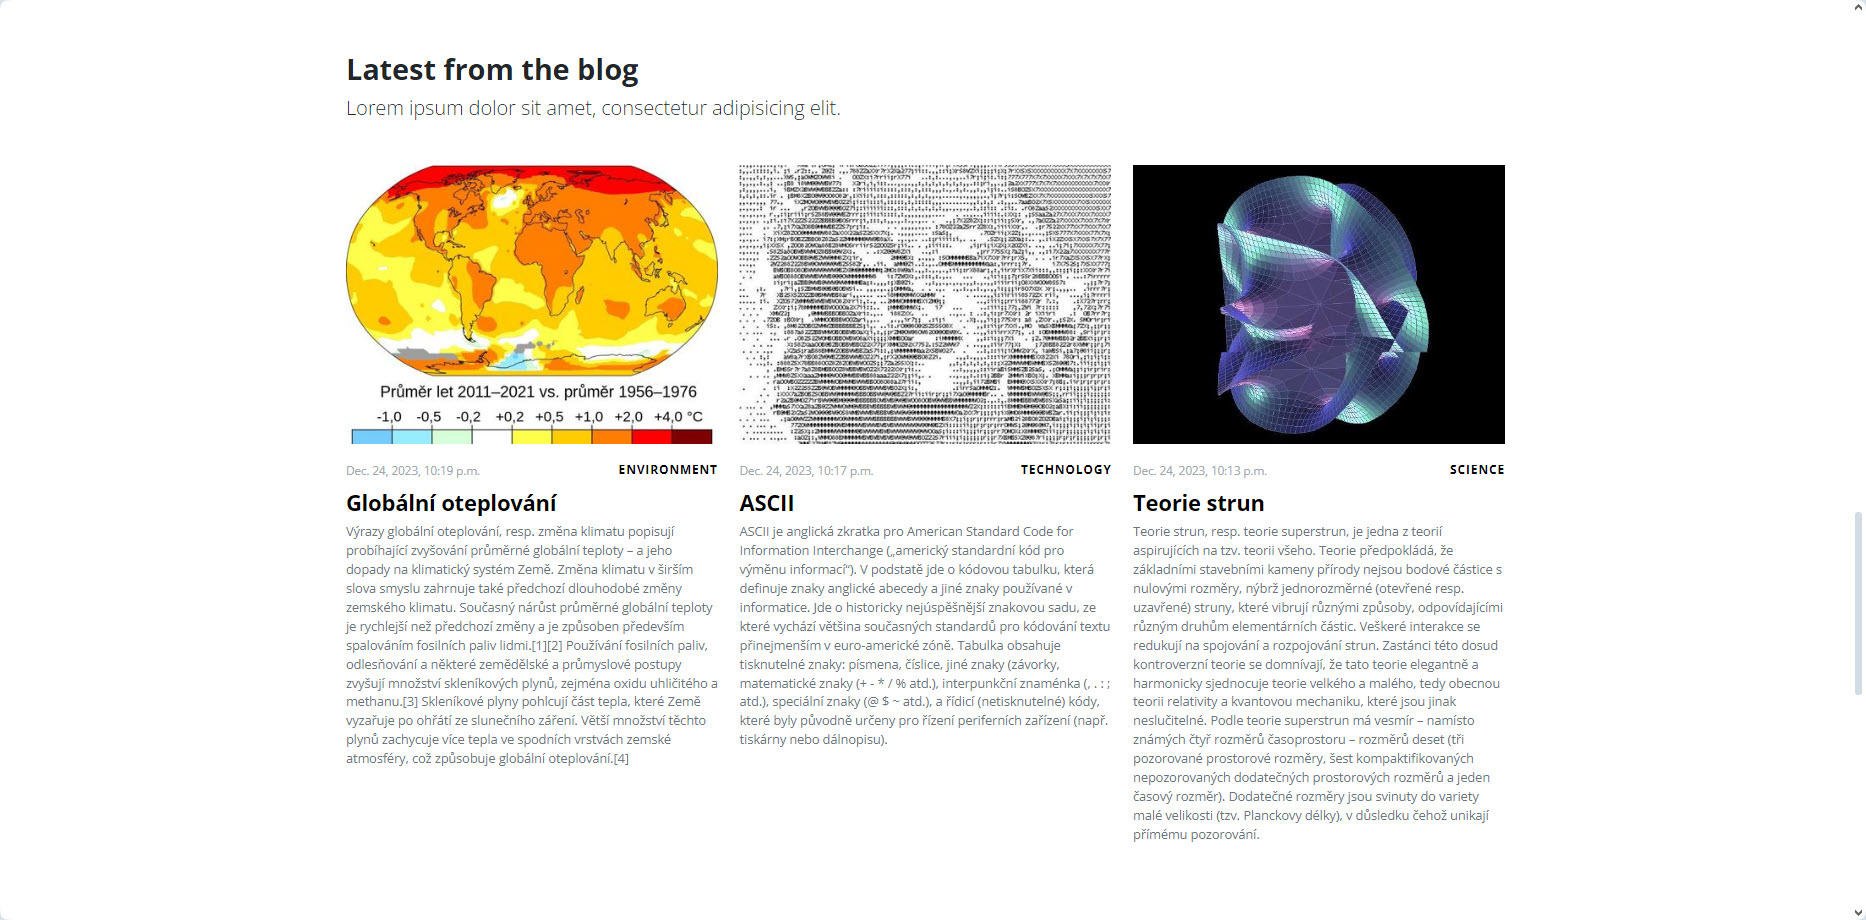 Latest from the blog
Lorem ipsum dolor sit amet, consectetur adipisicing elit.
Průměr let 2011–2021 vs. průměr 1956–1976
-1,0 -0,5 -0,2 +0,2 +0,5 +1,0 +2,0 +4,0 °C
Dec. 24, 2023, 10:19 p.m. ENVIRONMENT
Globální oteplování
Výrazy globální oteplování, resp. změna klimatu popisují
probíhající zvyšování průměrné globální teploty – a jeho
dopady na klimatický systém Země. Změna klimatu v širším
slova smyslu zahrnuje také předchozí dlouhodobé změny
zemského klimatu. Současný nárůst průměrné globální teploty
je rychlejší než předchozí změny a je způsoben především
spalováním fosilních paliv lidmi.[1][2] Používání fosilních paliv,
odlesňování a některé zemědělské a průmyslové postupy
zvyšují množství skleníkových plynů, zejména oxidu uhličitého a
methanu.[3] Skleníkové plyny pohlcují část tepla, které Země
vyzařuje po ohřátí ze slunečního záření. Větší množství těchto
plynů zachycuje více tepla ve spodních vrstvách zemské
atmosféry, což způsobuje globální oteplování.[4]
Dec. 24, 2023, 10:17 p.m. TECHNOLOGY
ASCII
ASCII je anglická zkratka pro American Standard Code for
Information Interchange („americký standardní kód pro
výměnu informací“). V podstatě jde o kódovou tabulku, která
definuje znaky anglické abecedy a jiné znaky používané v
informatice. Jde o historicky nejúspěšnější znakovou sadu, ze
které vychází většina současných standardů pro kódování textu
přinejmenším v euro-americké zóně. Tabulka obsahuje
tisknutelné znaky: písmena, číslice, jiné znaky (závorky,
matematické znaky (+ - * / % atd.), interpunkční znaménka (, . : ;
atd.), speciální znaky (@ $ ~ atd.), a řídicí (netisknutelné) kódy,
které byly původně určeny pro řízení periferních zařízení (např.
tiskárny nebo dálnopisu).
Dec. 24, 2023, 10:13 p.m. SCIENCE
Teorie strun
Teorie strun, resp. teorie superstrun, je jedna z teorií
aspirujících na tzv. teorii všeho. Teorie předpokládá, že
základními stavebními kameny přírody nejsou bodové částice s
nulovými rozměry, nýbrž jednorozměrné (otevřené resp.
uzavřené) struny, které vibrují různými způsoby, odpovídajícími
různým druhům elementárních částic. Veškeré interakce se
redukují na spojování a rozpojování strun. Zastánci této dosud
kontroverzní teorie se domnívají, že tato teorie elegantně a
harmonicky sjednocuje teorie velkého a malého, tedy obecnou
teorii relativity a kvantovou mechaniku, které jsou jinak
neslučitelné. Podle teorie superstrun má vesmír – namísto
známých čtyř rozměrů časoprostoru – rozměrů deset (tři
pozorované prostorové rozměry, šest kompaktifikovaných
nepozorovaných dodatečných prostorových rozměrů a jeden
časový rozměr). Dodatečné rozměry jsou svinuty do variety
malé velikosti (tzv. Planckovy délky), v důsledku čehož unikají
přímému pozorování.